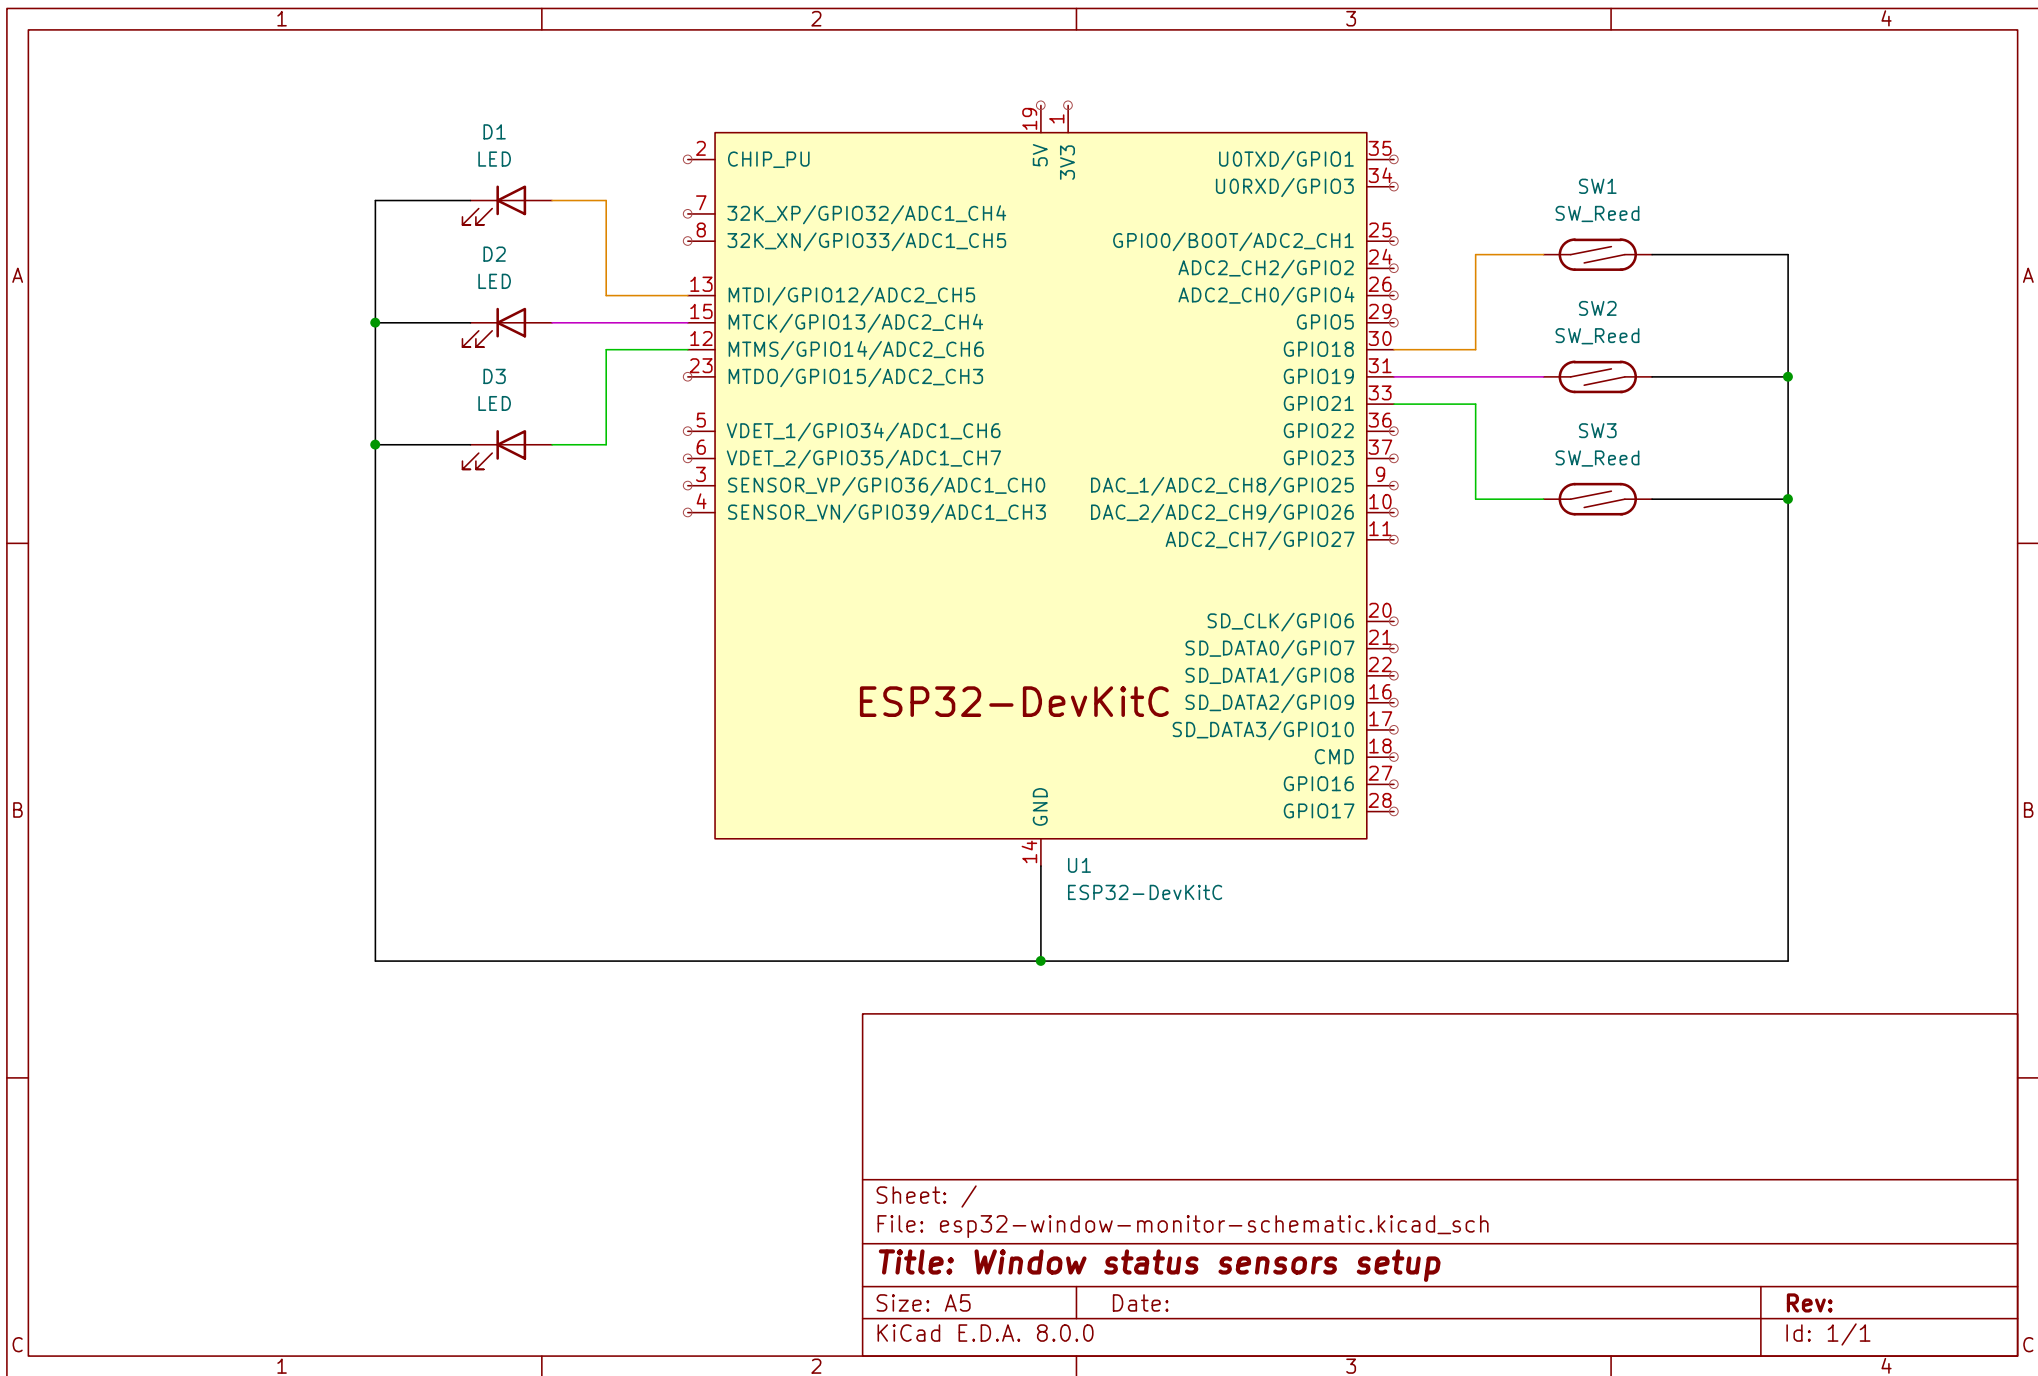 1 2 3 4
A
B
C
D1
LED
D2
LED
D3
LED
19 1
5V 3V3
2 CHIP_PU
7 32K_XP/GPIO32/ADC1_CH4
8 32K_XN/GPIO33/ADC1_CH5
13 MTDI/GPIO12/ADC2_CH5
15 MTCK/GPIO13/ADC2_CH4
12 MTMS/GPIO14/ADC2_CH6
23 MTDO/GPIO15/ADC2_CH3
5 VDET_1/GPIO34/ADC1_CH6
6 VDET_2/GPIO35/ADC1_CH7
3 SENSOR_VP/GPIO36/ADC1_CH0
4 SENSOR_VN/GPIO39/ADC1_CH3
U0TXD/GPIO1 35
U0RXD/GPIO3 34
GPIO0/BOOT/ADC2_CH1 25
ADC2_CH2/GPIO2 24
ADC2_CH0/GPIO4 26
GPIO5 29
GPIO18 30
GPIO19 31
GPIO21 33
GPIO22 36
GPIO23 37
DAC_1/ADC2_CH8/GPIO25 9
DAC_2/ADC2_CH9/GPIO26 10
ADC2_CH7/GPIO27 11
SD_CLK/GPIO6 20
SD_DATA0/GPIO7 21
SD_DATA1/GPIO8 22
SD_DATA2/GPIO9 16
SD_DATA3/GPIO10 17
CMD 18
GPIO16 27
GPIO17 28
ESP32-DevKitC
GND
14
U1
ESP32-DevKitC
SW1
SW_Reed
SW2
SW_Reed
SW3
SW_Reed
A
B
C
Sheet: /
File: esp32-window-monitor-schematic.kicad_sch
Title: Window status sensors setup
Size: A5 Date: Rev:
KiCad E.D.A. 8.0.0 Id: 1/1
1 2 3 4